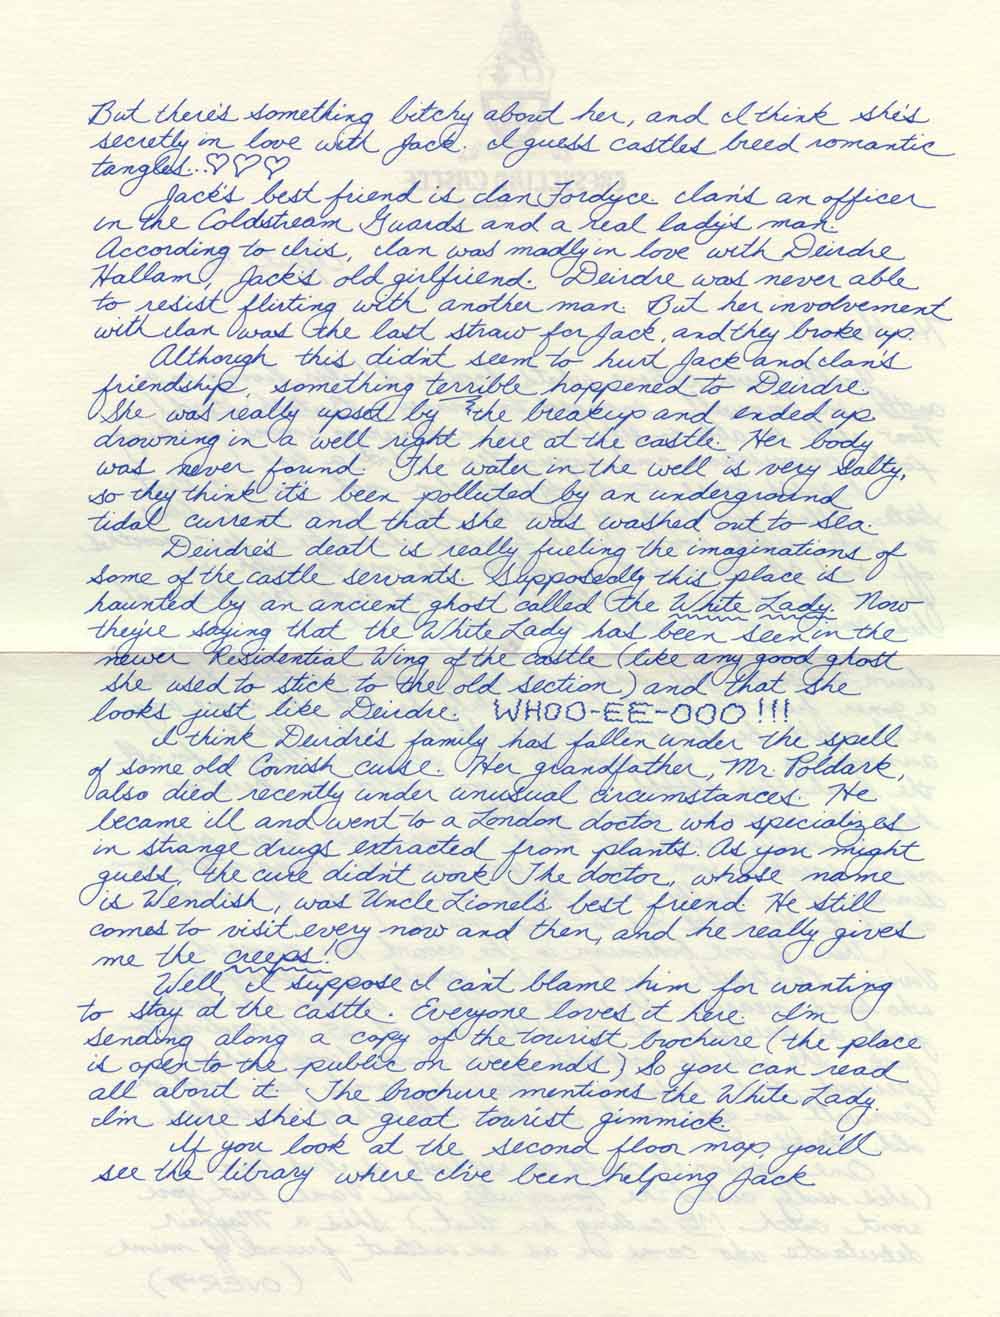 But there's something bitchy about her, and I think she's
secretly in love with Jack. I guess castles breed romantic
tangles...♡♡♡
Jack's best friend is Ian Fordyce. Ian's an officer
in the Coldstream Guards and a real lady's man.
According to Iris, Ian was madly in love with Deirdre
Hallam, Jack's old girlfriend. Deirdre was never able
to resist flirting with another man. But her involvement
with Ian was the last straw for Jack, and they broke up.
Although this didn't seem to hurt Jack and Ian's
friendship, something terrible happened to Deirdre.
She was really upset by the breakup and ended up
drowning in a well right here at the castle. Her body
was never found. The water in the well is very salty,
so they think it's been polluted by an underground
tidal current and that she was washed out to sea.
Deirdre's death is really fueling the imaginations of
some of the castle servants. Supposedly this place is
haunted by an ancient ghost called the White Lady. Now
they're saying that the White Lady has been seen in the
newer Residential Wing of the castle (like any good ghost
she used to stick to the old section) and that she
looks just like Deirdre. WHOO-EE-OOO!!!
I think Deirdre's family has fallen under the spell
of some old Cornish curse. Her grandfather, Mr. Poldark,
also died recently under unusual circumstances. He
became ill and went to a London doctor who specializes
in strange drugs extracted from plants. As you might
guess, the cure didn't work. The doctor, whose name
is Wendish, was Uncle Lionel's best friend. He still
comes to visit every now and then, and he really gives
me the creeps!
Well, I suppose I can't blame him for wanting
to stay at the castle. Everyone loves it here. I'm
sending along a copy of the tourist brochure (the place
is open to the public on weekends) So you can read
all about it. The brochure mentions the White Lady.
I'm sure she's a great tourist gimmick.
If you look at the second floor map, you'll
see the library where I've been helping Jack